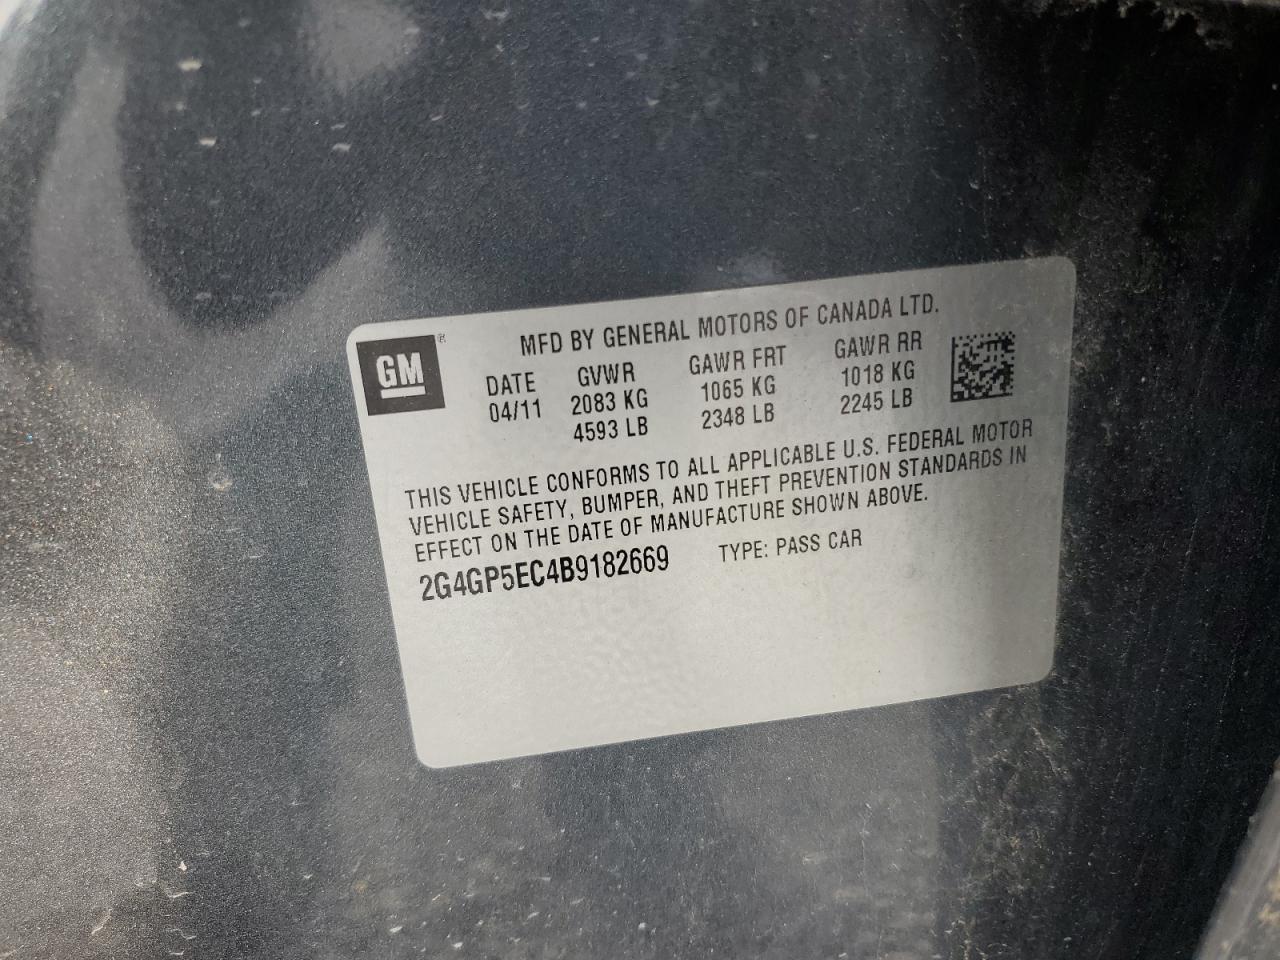 GM ®
MFD BY GENERAL MOTORS OF CANADA LTD.
DATE GVWR GAWR FRT GAWR RR
04/11 2083 KG 1065 KG 1018 KG
4593 LB 2348 LB 2245 LB
THIS VEHICLE CONFORMS TO ALL APPLICABLE U.S. FEDERAL MOTOR
VEHICLE SAFETY, BUMPER, AND THEFT PREVENTION STANDARDS IN
EFFECT ON THE DATE OF MANUFACTURE SHOWN ABOVE.
2G4GP5EC4B9182669 TYPE: PASS CAR